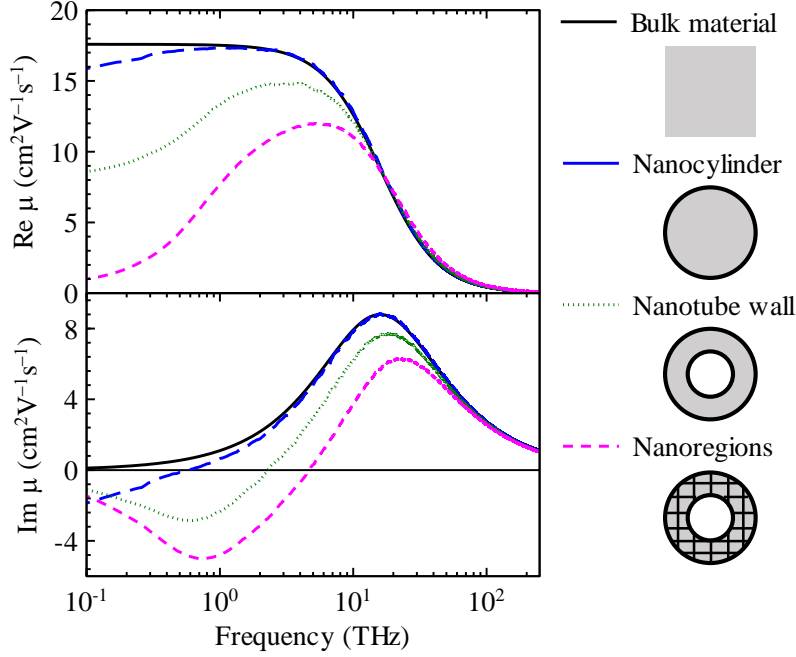 20
15
10
5
0
Re μ (cm²V⁻¹s⁻¹)
8
4
0
-4
Im μ (cm²V⁻¹s⁻¹)
10⁻¹ 10⁰ 10¹ 10²
Frequency (THz)
Bulk material
Nanocylinder
Nanotube wall
Nanoregions